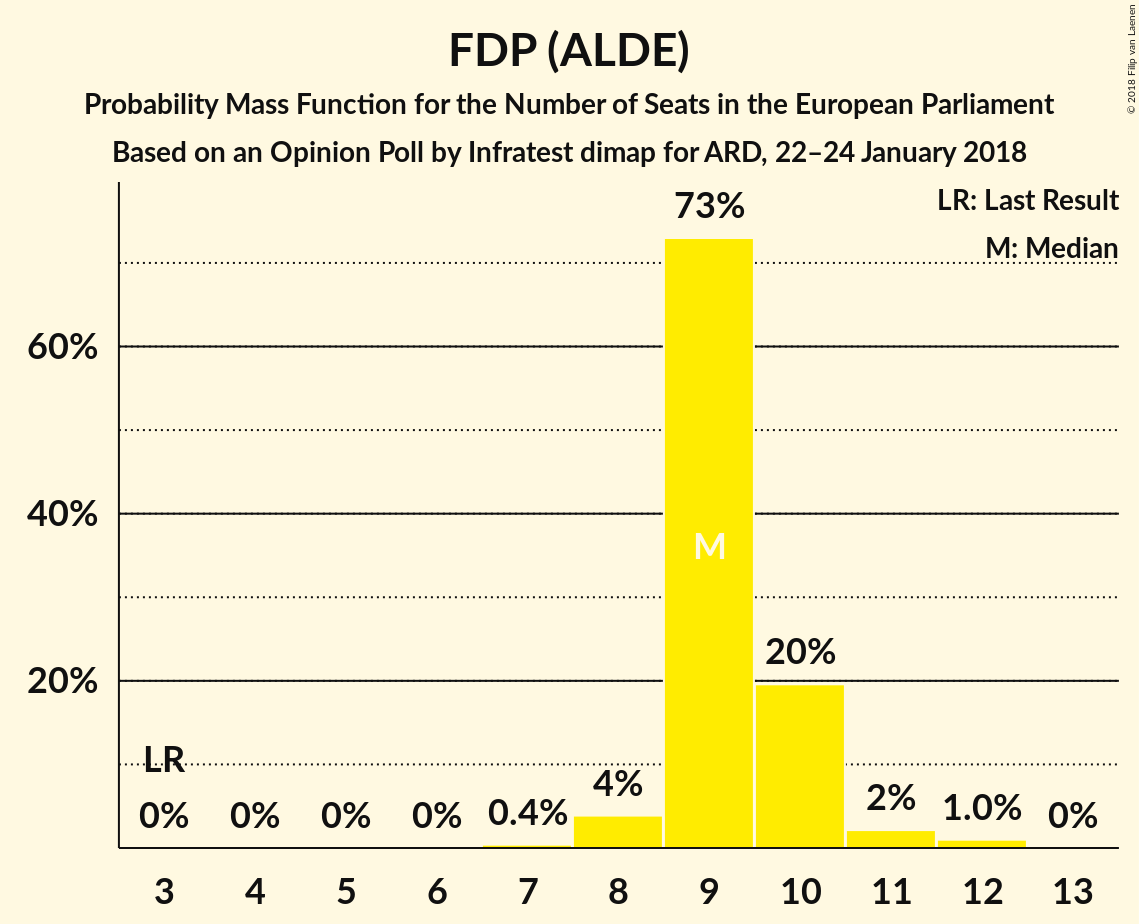 FDP (ALDE)
Probability Mass Function for the Number of Seats in the European Parliament
Based on an Opinion Poll by Infratest dimap for ARD, 22–24 January 2018
© 2018 Filip van Laenen
LR: Last Result
M: Median
73%
60%
40%
M
20%
20%
LR
0%
0%
0%
0%
0.4%
4%
2%
1.0%
0%
3 4 5 6 7 8 9 10 11 12 13